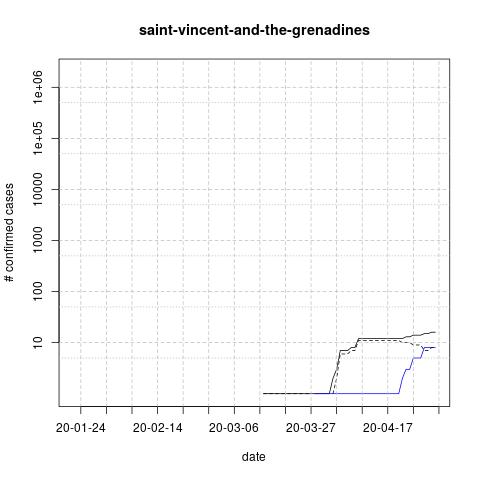 saint-vincent-and-the-grenadines
# confirmed cases
1e+06
1e+05
10000
1000
100
10
20-01-24
20-02-14
20-03-06
20-03-27
20-04-17
date